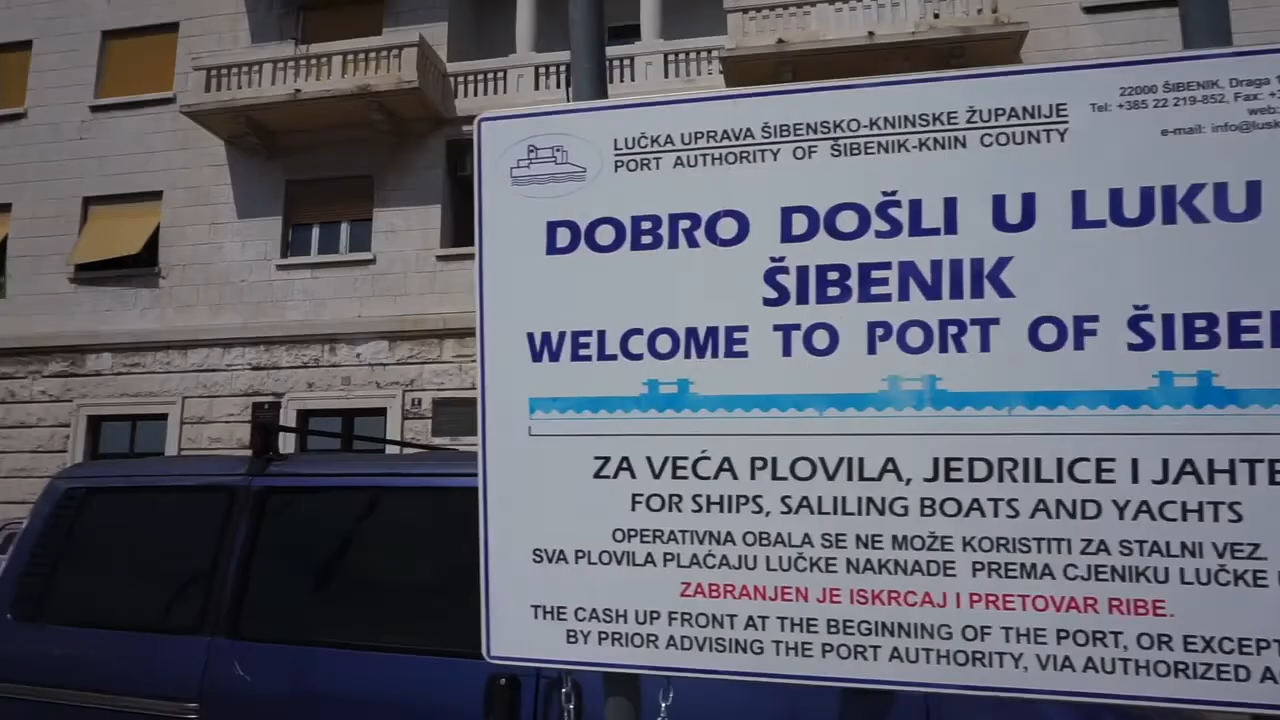 LUČKA UPRAVA ŠIBENSKO-KNINSKE ŽUPANIJE
PORT AUTHORITY OF ŠIBENIK-KNIN COUNTY
22000 ŠIBENIK, Draga
Tel: +385 22 219-852, Fax:
web:
e-mail:
DOBRO DOŠLI U LUKU
ŠIBENIK
WELCOME TO PORT OF
ZA VEĆA PLOVILA, JEDRILICE I JAHTE
FOR SHIPS, SALILING BOATS AND YACHTS
OPERATIVNA OBALA SE NE MOŽE KORISTITI ZA STALNI VEZ.
SVA PLOVILA PLAĆAJU LUČKE NAKNADE PREMA CJENIKU LUČKE
ZABRANJEN JE ISKRCAJ I PRETOVAR RIBE.
THE CASH UP FRONT AT THE BEGINNING OF THE PORT, OR EXCEPT
BY PRIOR ADVISING THE PORT AUTHORITY, VIA AUTHORIZED